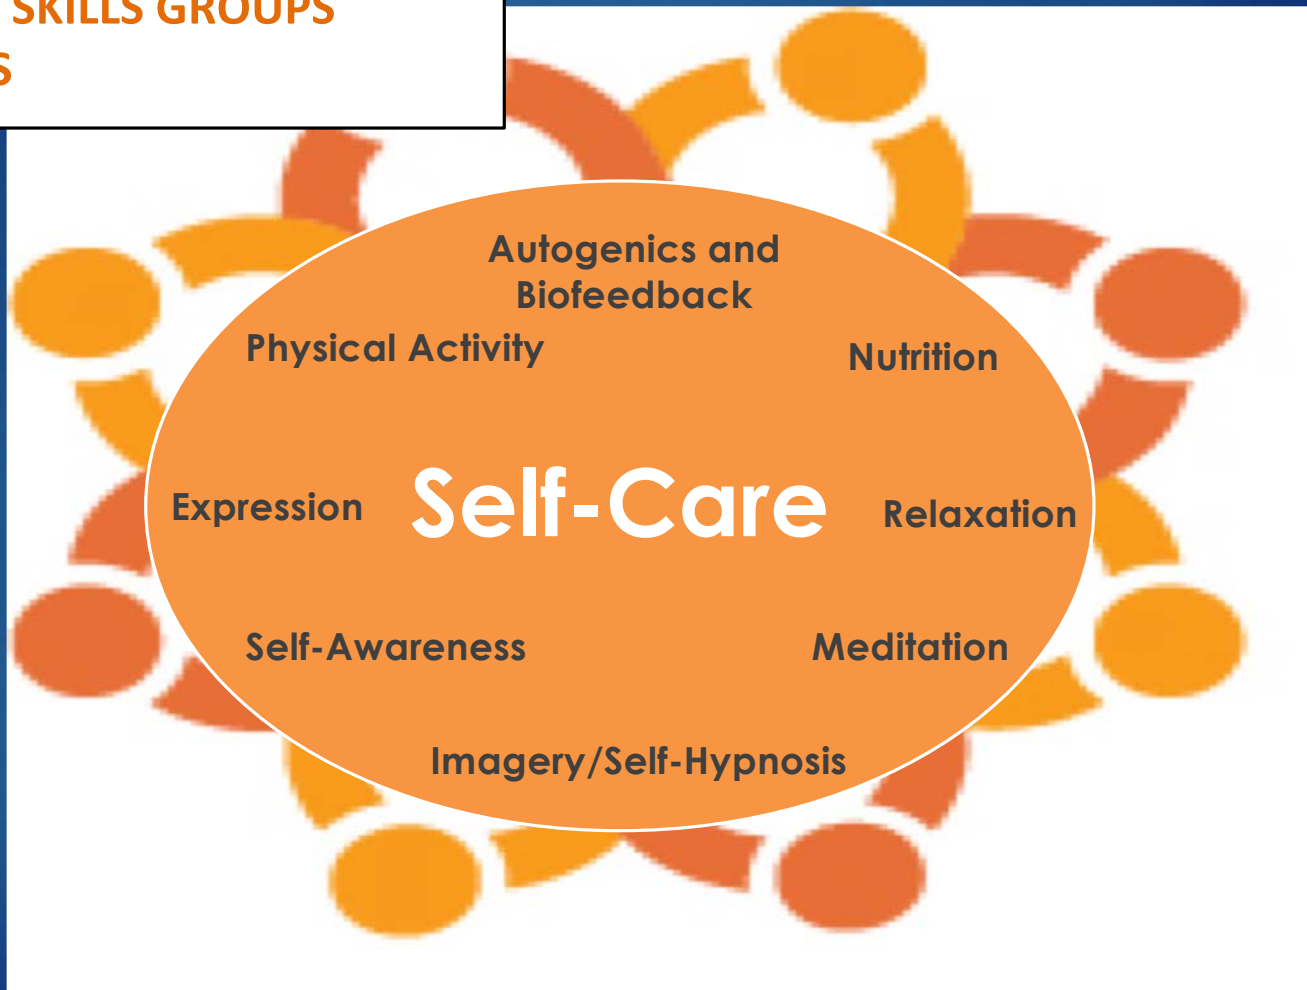 SKILLS GROUPS
S
Autogenics and
Biofeedback
Physical Activity
Nutrition
Expression
Self-Care
Relaxation
Self-Awareness
Meditation
Imagery/Self-Hypnosis